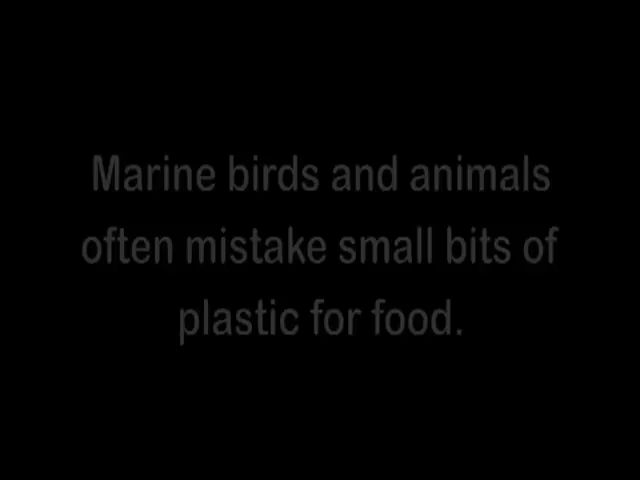 Marine birds and animals
often mistake small bits of
plastic for food.